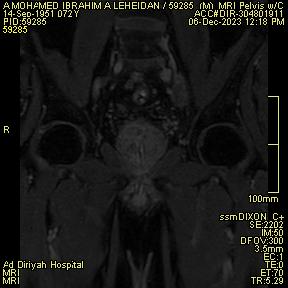 A MOHAMED IBRAHIM A LEHEIDAN / 59285 (M) MRI Pelvis w/C
14-Sep-1951 072Y ACC#DIR-304801911
PID:59285 06-Dec-2023 12:18 PM
59285
R
100mm
ssmDIXON_C+
SE:2202
IM:50
DFOV:300
3.5mm
EC:1
Ad Diriyah Hospital TE:0
MRI ET:70
MRI TR:5.29